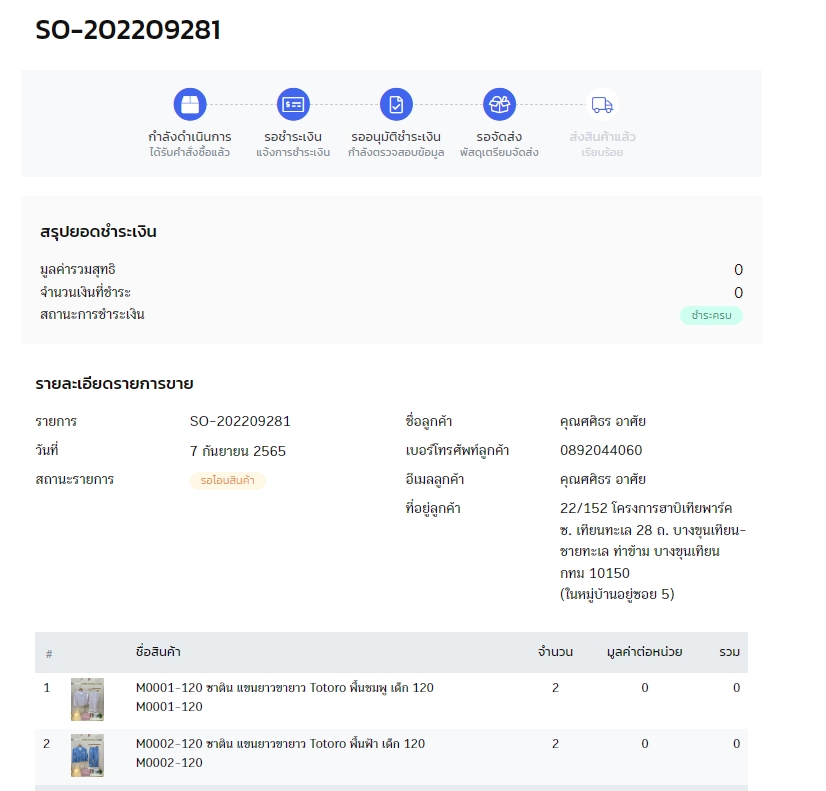 SO-202209281
กำลังดำเนินการ
ได้รับคำสั่งซื้อแล้ว
รอชำระเงิน
แจ้งการชำระเงิน
รออนุมัติชำระเงิน
กำลังตรวจสอบข้อมูล
รอจัดส่ง
พัสดุเตรียมจัดส่ง
ส่งสินค้าแล้ว
เรียบร้อย
สรุปยอดชำระเงิน
มูลค่ารวมสุทธิ 0
จำนวนเงินที่ชำระ 0
สถานะการชำระเงิน ชำระครบ
รายละเอียดรายการขาย
รายการ SO-202209281
วันที่ 7 กันยายน 2565
สถานะรายการ รอโอนสินค้า
ชื่อลูกค้า คุณศศิธร อาศัย
เบอร์โทรศัพท์ลูกค้า 0892044060
อีเมลลูกค้า คุณศศิธร อาศัย
ที่อยู่ลูกค้า 22/152 โครงการฮาบิเทียพาร์ค
ซ. เทียนทะเล 28 ถ. บางขุนเทียน-
ชายทะเล ท่าข้าม บางขุนเทียน
กทม 10150
(ในหมู่บ้านอยู่ซอย 5)
# ชื่อสินค้า จำนวน มูลค่าต่อหน่วย รวม
1 M0001-120 ซาติน แขนยาวขายาว Totoro พื้นชมพู เด็ก 120 2 0 0
M0001-120
2 M0002-120 ซาติน แขนยาวขายาว Totoro พื้นฟ้า เด็ก 120 2 0 0
M0002-120